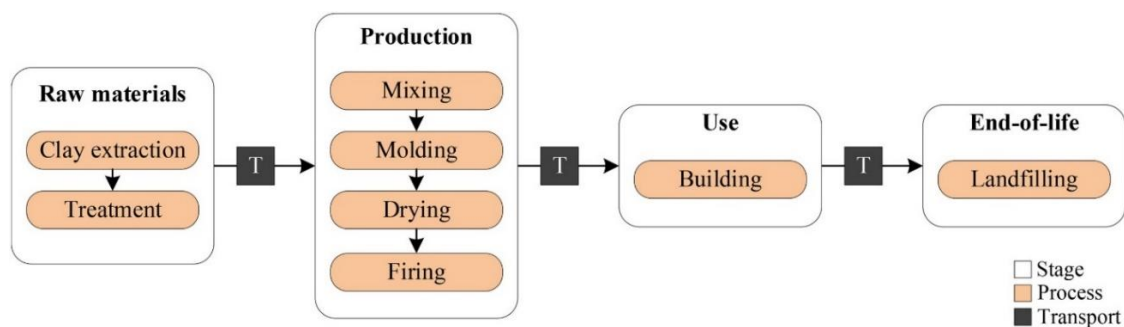 Raw materials
Clay extraction
Treatment
T
Production
Mixing
Molding
Drying
Firing
T
Use
Building
T
End-of-life
Landfilling
Stage
Process
Transport